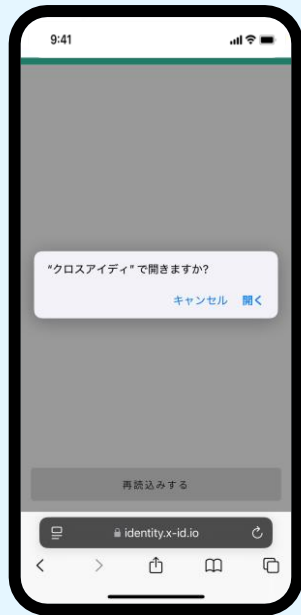 9:41
“クロスアイディ” で開きますか?
キャンセル 開く
再読込みする
identity.x-id.io